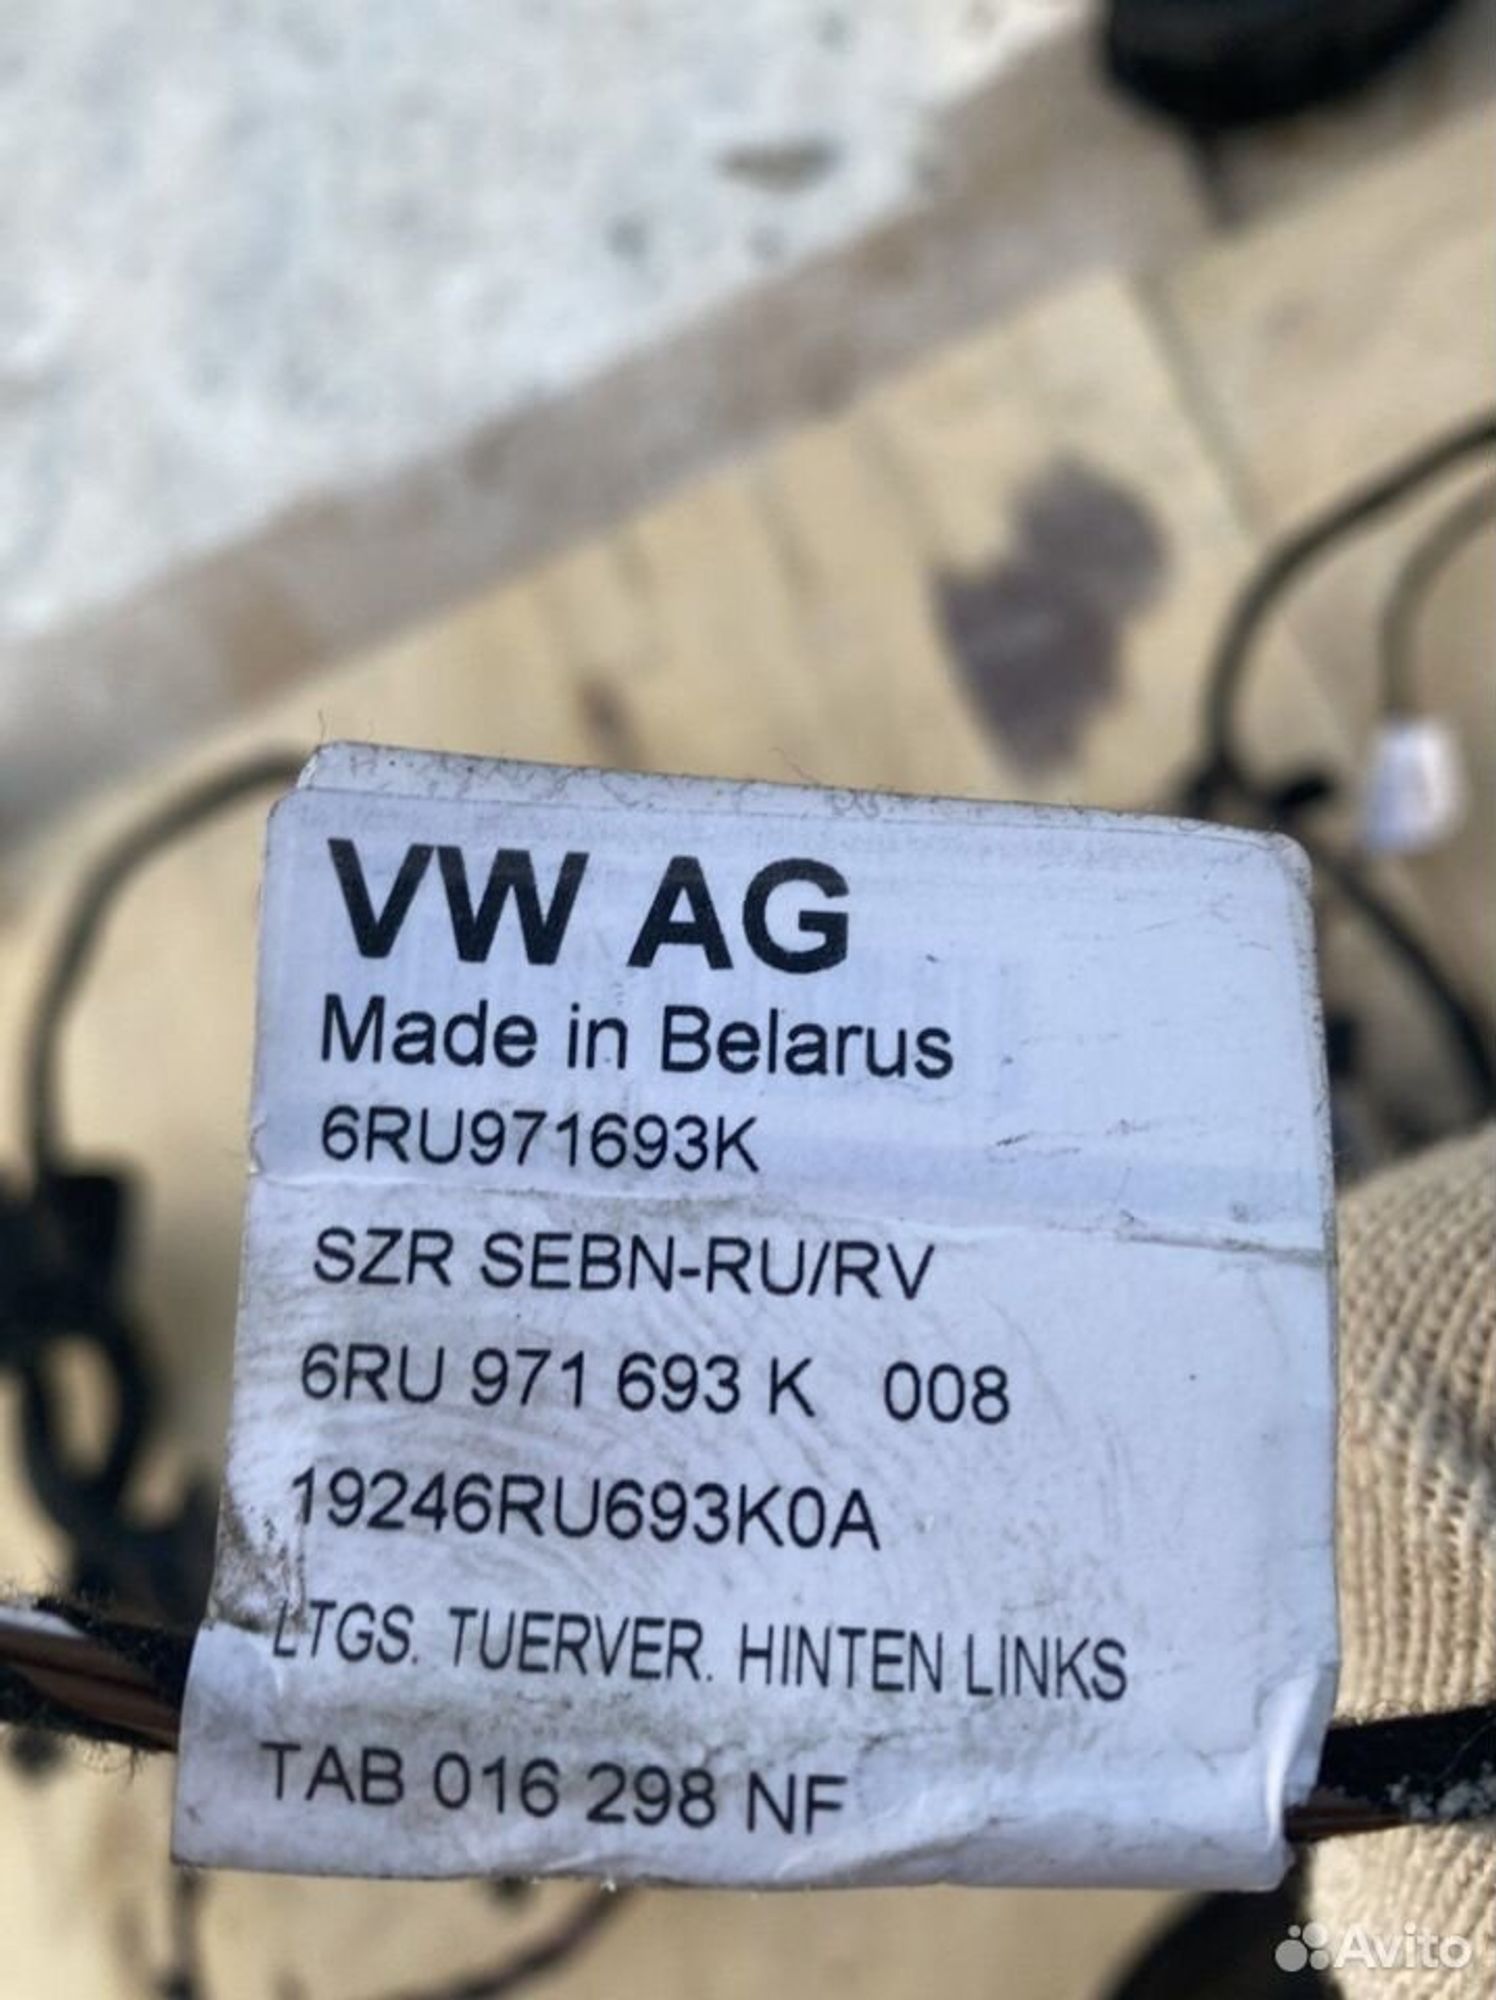 VW AG
Made in Belarus
6RU971693K
SZR SEBN-RU/RV
6RU 971 693 K 008
19246RU693K0A
LTGS. TUERVER. HINTEN LINKS
TAB 016 298 NF
Avito